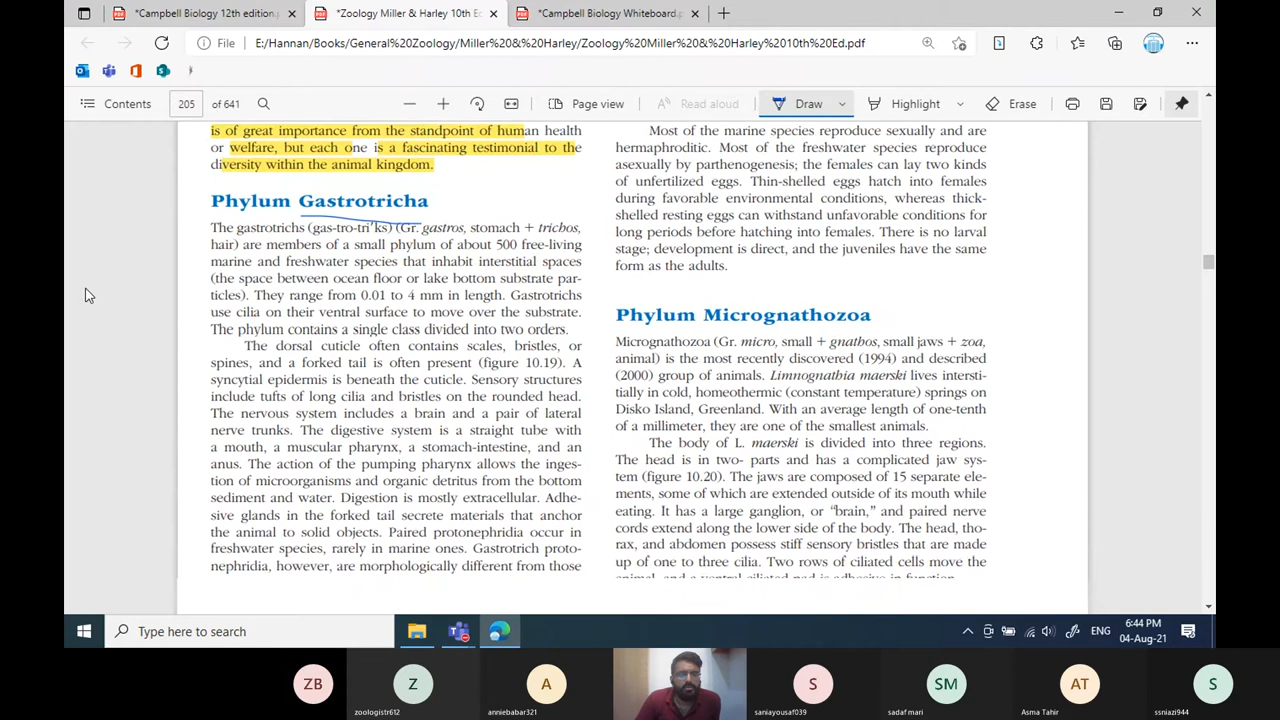 *Campbell Biology 12th edition.p
*Zoology Miller & Harley 10th Ec
*Campbell Biology Whiteboard.p
File
E:/Hannan/Books/General%20Zoology/Miller%20&%20Harley/Zoology%20Miller%20&%20Harley%2010th%20Ed.pdf
Contents
205
of 641
Page view
Read aloud
Draw
Highlight
Erase
is of great importance from the standpoint of human health
or welfare, but each one is a fascinating testimonial to the
diversity within the animal kingdom.
Phylum Gastrotricha
The gastrotrichs (gas-tro-tri′ks) (Gr. gastros, stomach + trichos,
hair) are members of a small phylum of about 500 free-living
marine and freshwater species that inhabit interstitial spaces
(the space between ocean floor or lake bottom substrate par-
ticles). They range from 0.01 to 4 mm in length. Gastrotrichs
use cilia on their ventral surface to move over the substrate.
The phylum contains a single class divided into two orders.
The dorsal cuticle often contains scales, bristles, or
spines, and a forked tail is often present (figure 10.19). A
syncytial epidermis is beneath the cuticle. Sensory structures
include tufts of long cilia and bristles on the rounded head.
The nervous system includes a brain and a pair of lateral
nerve trunks. The digestive system is a straight tube with
a mouth, a muscular pharynx, a stomach-intestine, and an
anus. The action of the pumping pharynx allows the inges-
tion of microorganisms and organic detritus from the bottom
sediment and water. Digestion is mostly extracellular. Adhe-
sive glands in the forked tail secrete materials that anchor
the animal to solid objects. Paired protonephridia occur in
freshwater species, rarely in marine ones. Gastrotrich proto-
nephridia, however, are morphologically different from those
Most of the marine species reproduce sexually and are
hermaphroditic. Most of the freshwater species reproduce
asexually by parthenogenesis; the females can lay two kinds
of unfertilized eggs. Thin-shelled eggs hatch into females
during favorable environmental conditions, whereas thick-
shelled resting eggs can withstand unfavorable conditions for
long periods before hatching into females. There is no larval
stage; development is direct, and the juveniles have the same
form as the adults.
Phylum Micrognathozoa
Micrognathozoa (Gr. micro, small + gnathos, small jaws + zoa,
animal) is the most recently discovered (1994) and described
(2000) group of animals. Limnognathia maerski lives intersti-
tially in cold, homeothermic (constant temperature) springs on
Disko Island, Greenland. With an average length of one-tenth
of a millimeter, they are one of the smallest animals.
The body of L. maerski is divided into three regions.
The head is in two- parts and has a complicated jaw sys-
tem (figure 10.20). The jaws are composed of 15 separate ele-
ments, some of which are extended outside of its mouth while
eating. It has a large ganglion, or “brain,” and paired nerve
cords extend along the lower side of the body. The head, tho-
rax, and abdomen possess stiff sensory bristles that are made
up of one to three cilia. Two rows of ciliated cells move the
animal, and a ventral ciliated pad is adhesive in function.
Type here to search
ENG
6:44 PM
04-Aug-21
ZB
Z
zoologistr612
A
anniebabar321
S
saniayousaf039
SM
sadaf mari
AT
Asma Tahir
S
ssniazi944